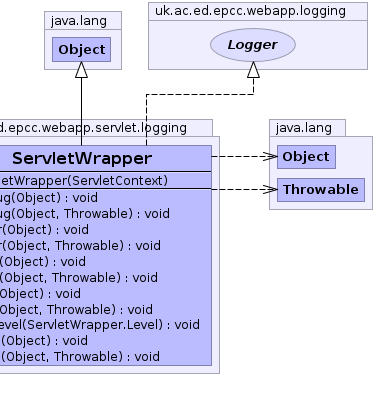 java.lang
Object
uk.ac.ed.epcc.webapp.logging
Logger
d.epcc.webapp.servlet.logging
ServletWrapper
etWrapper(ServletContext)
ug(Object) : void
ug(Object, Throwable) : void
r(Object) : void
r(Object, Throwable) : void
(Object) : void
(Object, Throwable) : void
(Object) : void
(Object, Throwable) : void
evel(ServletWrapper.Level) : void
(Object) : void
(Object, Throwable) : void
java.lang
Object
Throwable